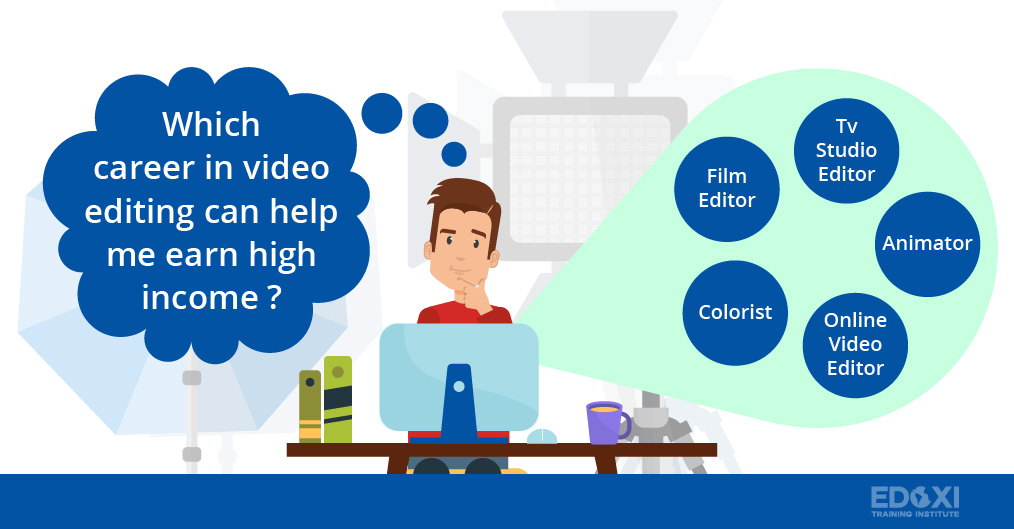 Which
career in video
editing can help
me earn high
income ?
Film
Editor
Tv
Studio
Editor
Animator
Colorist
Online
Video
Editor
EDOXI
TRAINING INSTITUTE